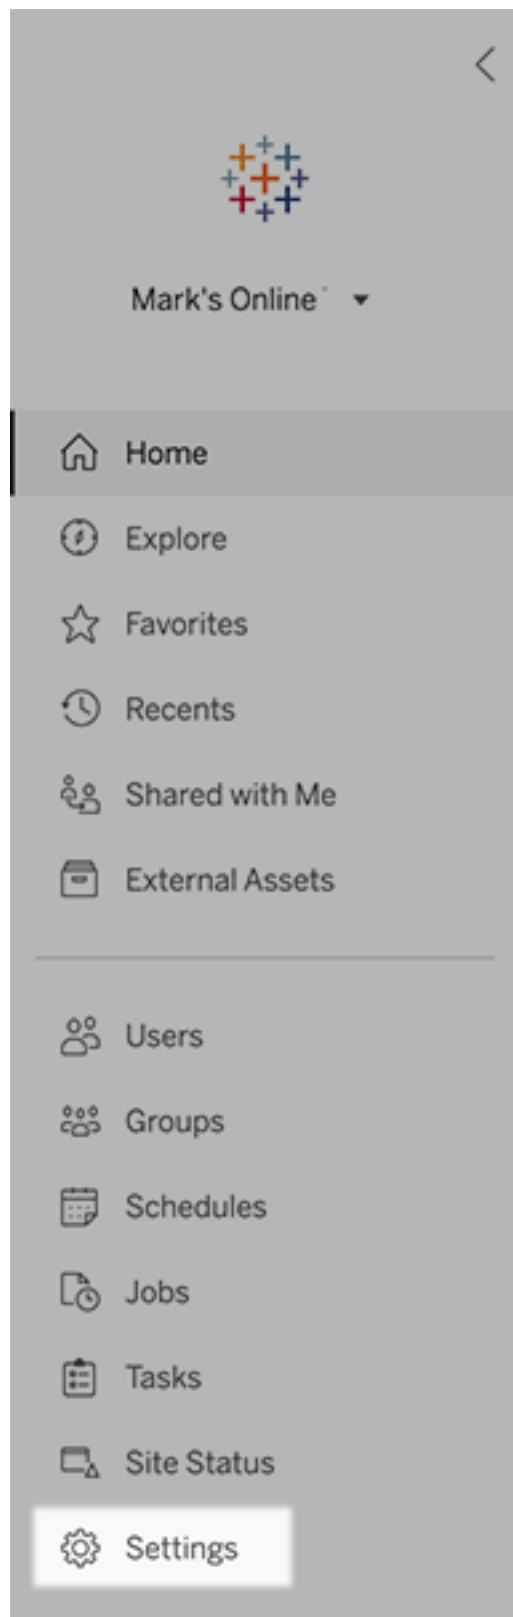 Mark's Online
Home
Explore
Favorites
Recents
Shared with Me
External Assets
Users
Groups
Schedules
Jobs
Tasks
Site Status
Settings